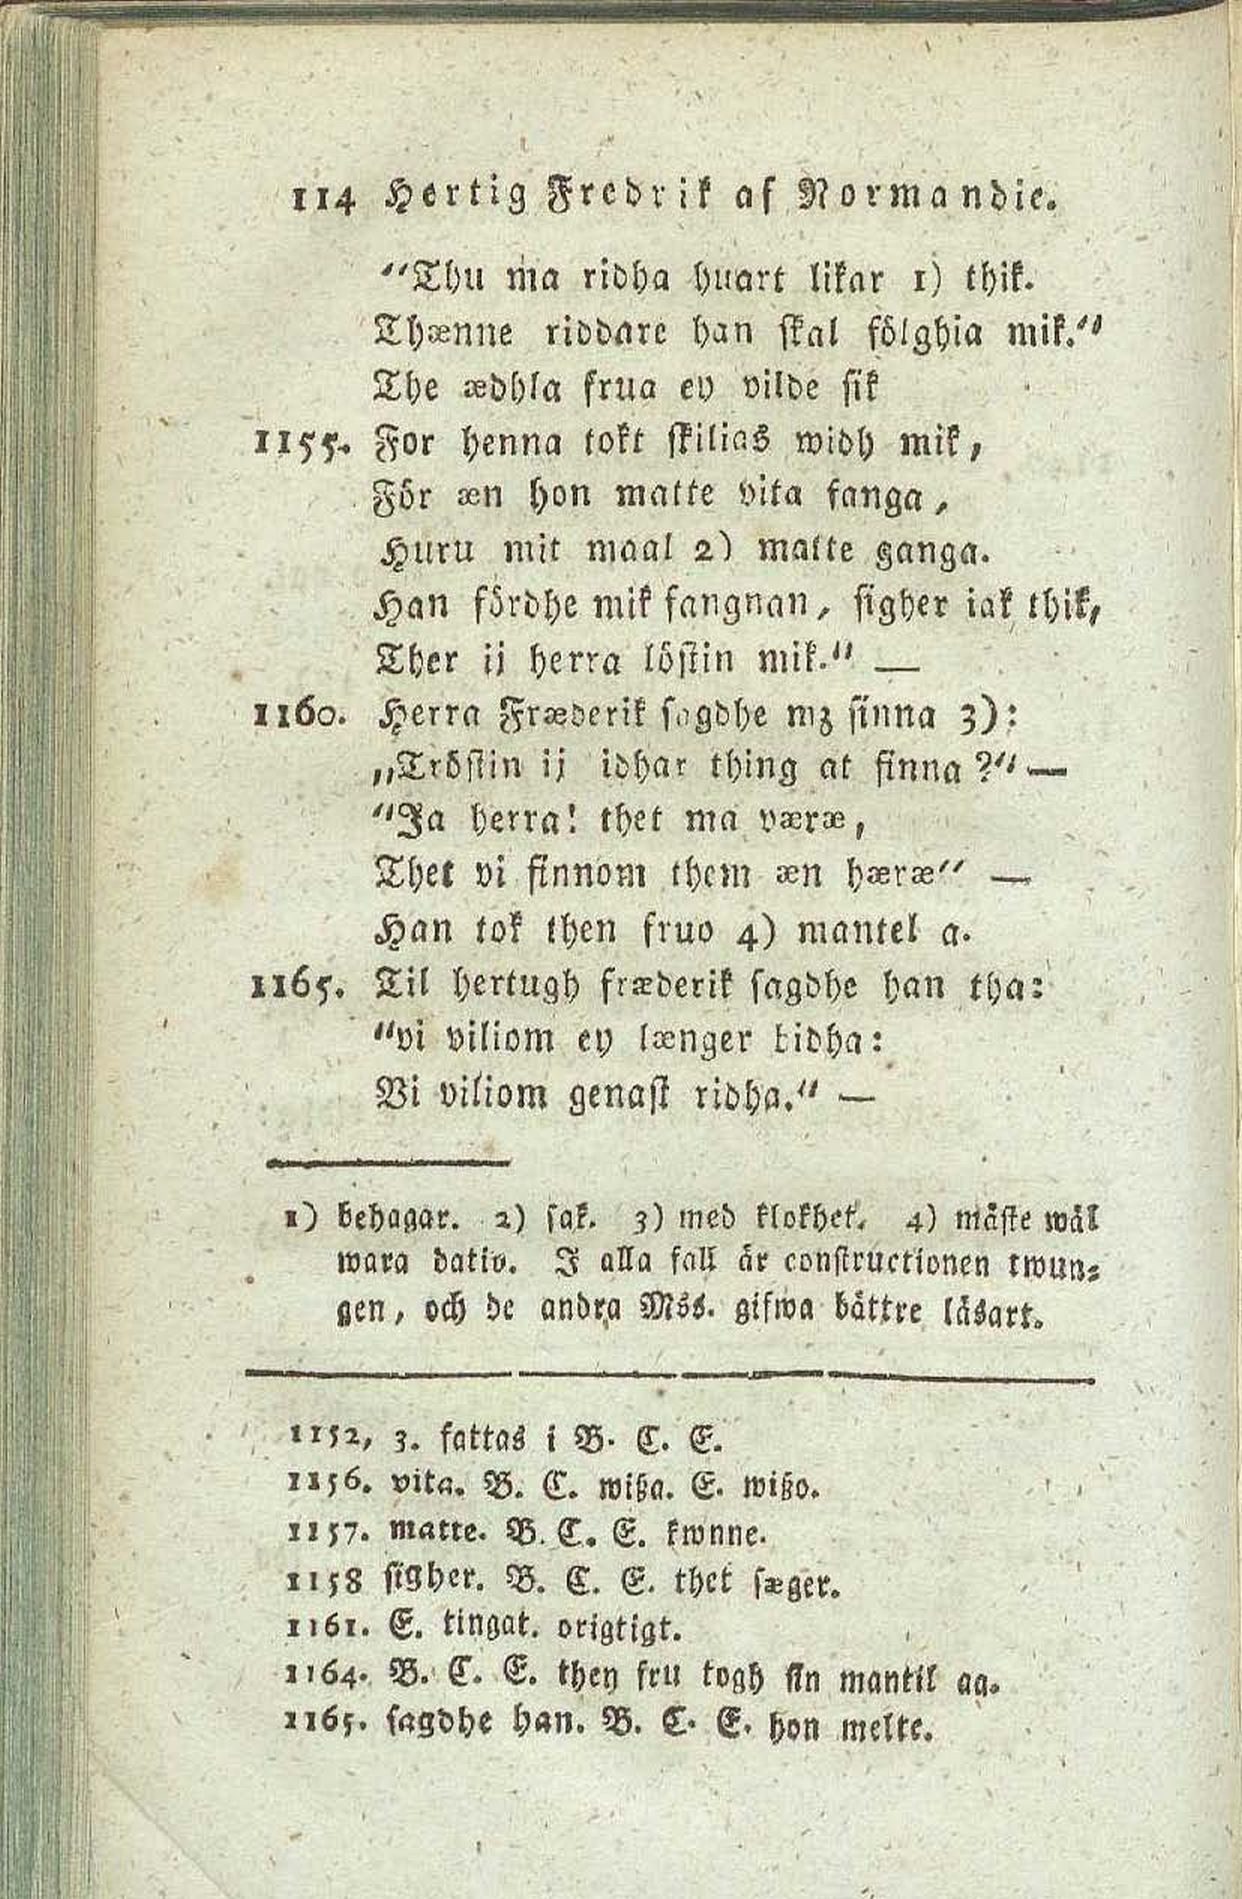 114 Hertig Fredrik af Normandie.
“Thu ma ridha huart likar 1) thik.
Thænne riddare han skal fölghia mik.“
The ædhla frua ey vilde sik
1155. For henna tokt skilias widh mik,
För æn hon matte vita fanga,
Huru mit maal 2) matte ganga.
Han fördhe mik fangnan, sigher iak thik,
Ther ij herra löstin mik.“ —
1160. Herra Fræderik sagdhe mz sinna 3):
„Tröstin ij idhar thing at finna?“ —
“Ja herra! thet ma væræ,
Thet vi finnom them æn hæræ“ —
Han tok then fruo 4) mantel a.
1165. Til hertugh fræderik sagdhe han tha:
“vi viliom ey længer bidha:
Vi viliom genast ridha.“ —
1) behagar. 2) sak. 3) med klokhet. 4) måste wäl
wara dativ. I alla fall är constructionen twun-
gen, och de andra Mss. gifwa bättre läsart.
1152, 3. fattas i B. C. E.
1156. vita. B. C. wißa. E. wißo.
1157. matte. B. C. E. kwnne.
1158 sigher. B. C. E. thet sæger.
1161. E. tingat. origtigt.
1164. B. C. E. then fru togh sin mantil aa.
1165. sagdhe han. B. C. E. hon melte.